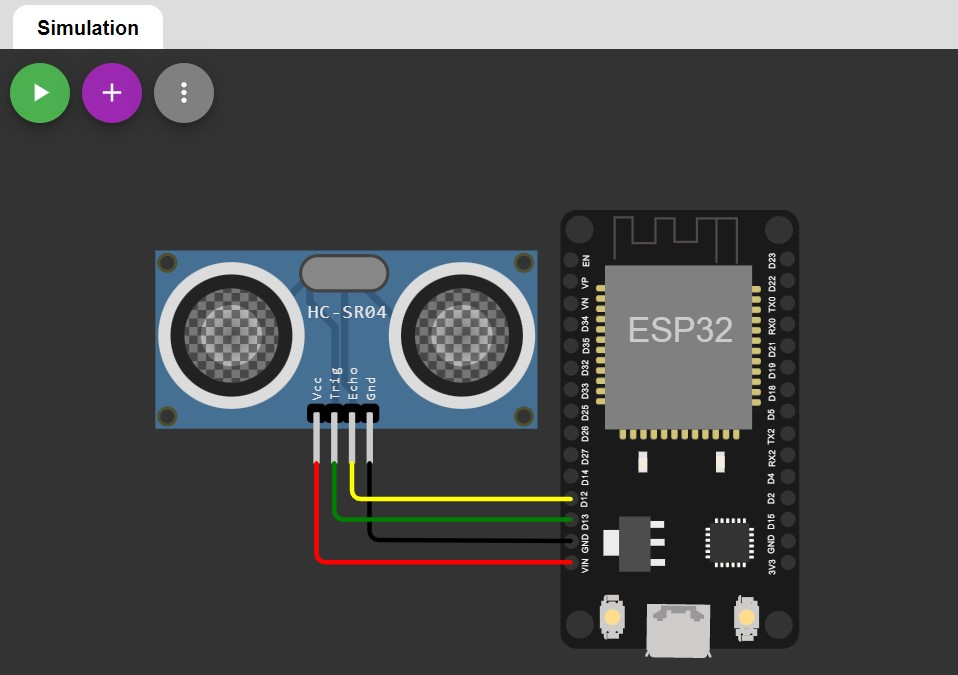 Simulation
HC-SR04
Vcc
Trig
Echo
Gnd
ESP32
EN
VP
VN
D34
D35
D32
D33
D25
D26
D27
D14
D12
D13
GND
VIN
D23
D22
TX0
RX0
D21
D19
D18
D5
TX2
RX2
D4
D2
D15
GND
3V3